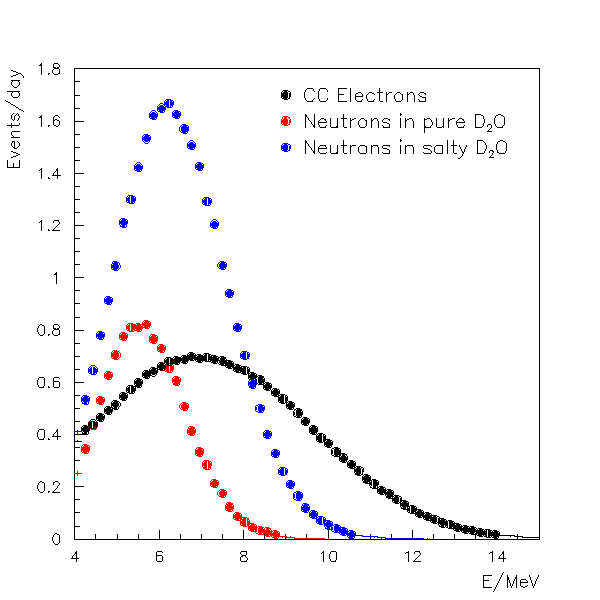 Events/day
1.8
1.6
1.4
1.2
1
0.8
0.6
0.4
0.2
0
CC Electrons
Neutrons in pure D₂O
Neutrons in salty D₂O
4 6 8 10 12 14
E/MeV